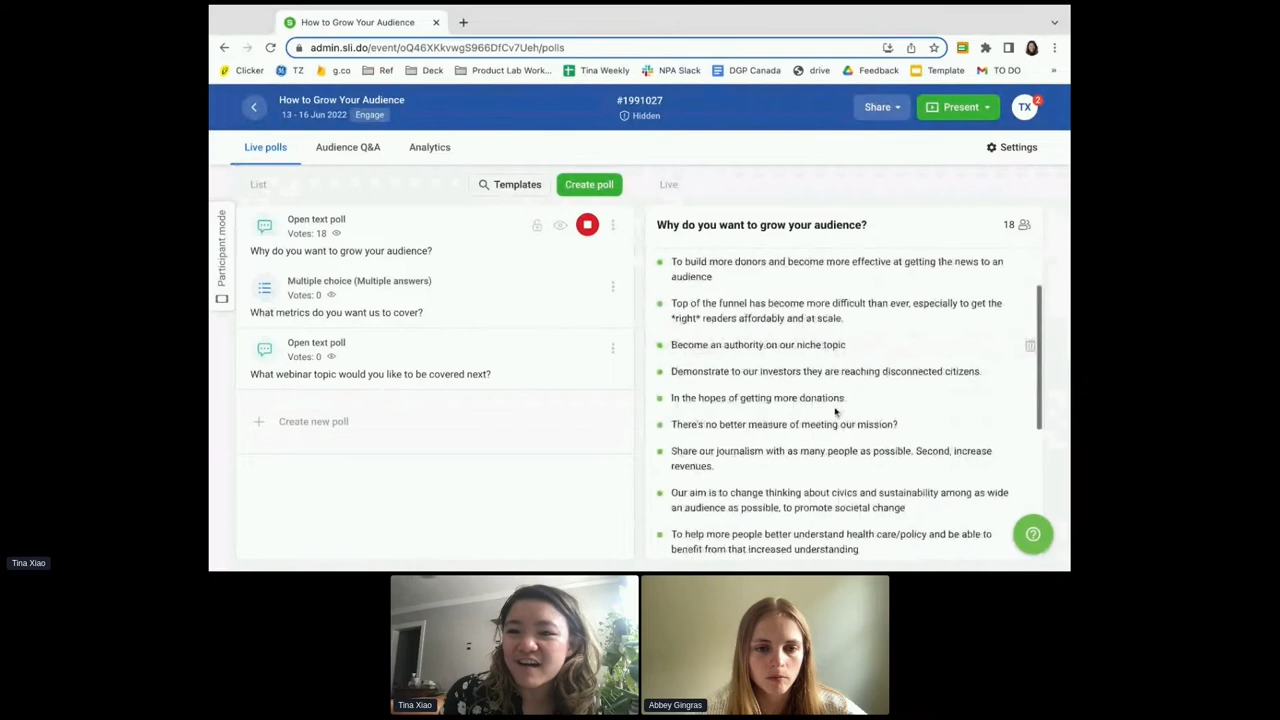 How to Grow Your Audience
admin.sli.do/event/oQ46XKkvwgS966DfCv7Ueh/polls
Clicker
TZ
g.co
Ref
Deck
Product Lab Work...
Tina Weekly
NPA Slack
DGP Canada
drive
Feedback
Template
TO DO
»
How to Grow Your Audience
13 - 16 Jun 2022
Engage
#1991027
Hidden
Share
Present
TX
2
Live polls
Audience Q&A
Analytics
Settings
List
Templates
Create poll
Live
Participant mode
Open text poll
Votes: 18
Why do you want to grow your audience?
Multiple choice (Multiple answers)
Votes: 0
What metrics do you want us to cover?
Open text poll
Votes: 0
What webinar topic would you like to be covered next?
Create new poll
Why do you want to grow your audience?
18
To build more donors and become more effective at getting the news to an
audience
Top of the funnel has become more difficult than ever, especially to get the
*right* readers affordably and at scale.
Become an authority on our niche topic
Demonstrate to our investors they are reaching disconnected citizens.
In the hopes of getting more donations.
There's no better measure of meeting our mission?
Share our journalism with as many people as possible. Second, increase
revenues.
Our aim is to change thinking about civics and sustainability among as wide
an audience as possible, to promote societal change
To help more people better understand health care/policy and be able to
benefit from that increased understanding
Tina Xiao
Tina Xiao
Abbey Gingras